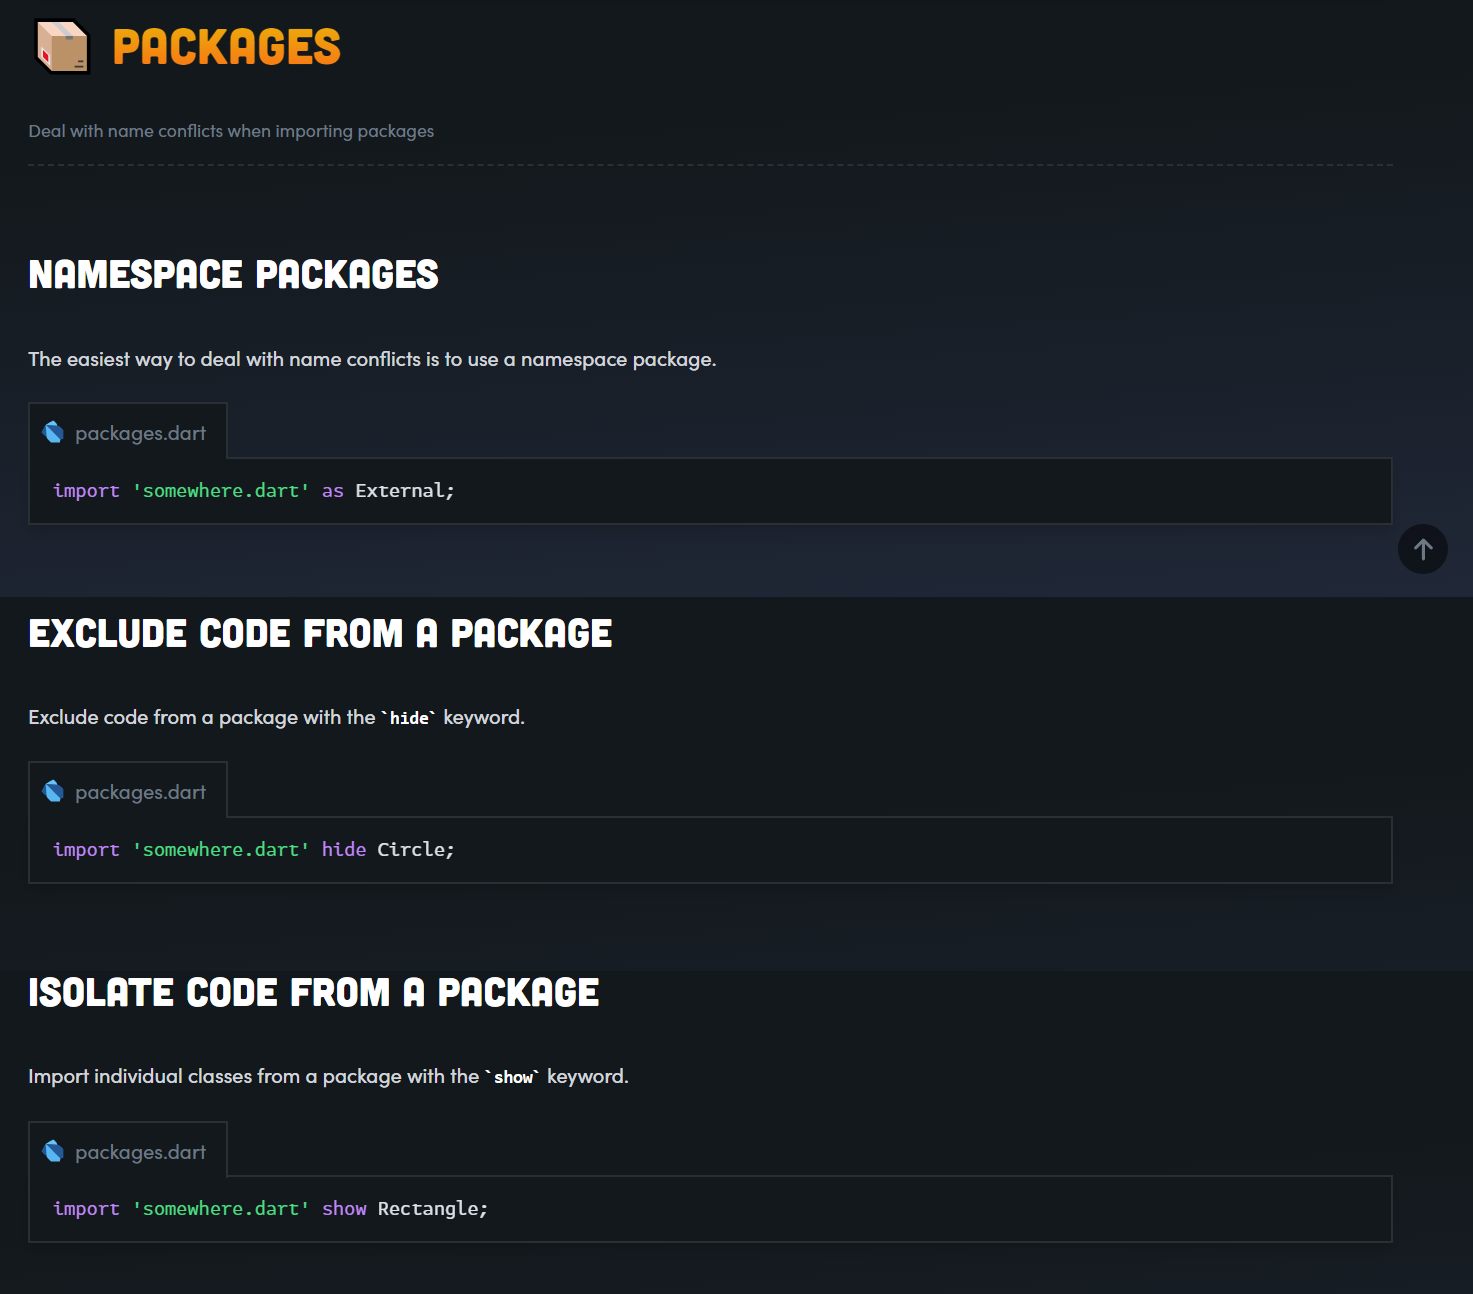 PACKAGES
Deal with name conflicts when importing packages
NAMESPACE PACKAGES
The easiest way to deal with name conflicts is to use a namespace package.
packages.dart
import 'somewhere.dart' as External;
EXCLUDE CODE FROM A PACKAGE
Exclude code from a package with the `hide` keyword.
packages.dart
import 'somewhere.dart' hide Circle;
ISOLATE CODE FROM A PACKAGE
Import individual classes from a package with the `show` keyword.
packages.dart
import 'somewhere.dart' show Rectangle;